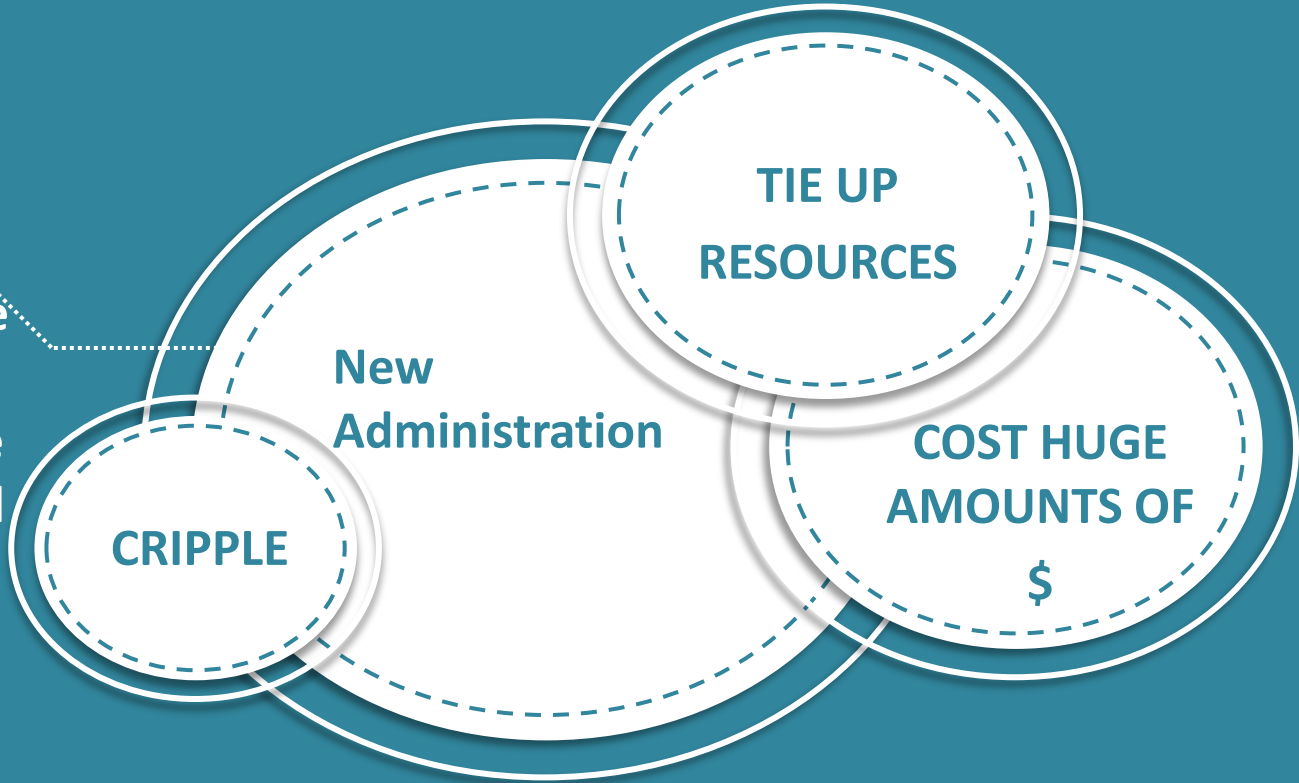 TIE UP
RESOURCES
New
Administration
COST HUGE
AMOUNTS OF
$
CRIPPLE